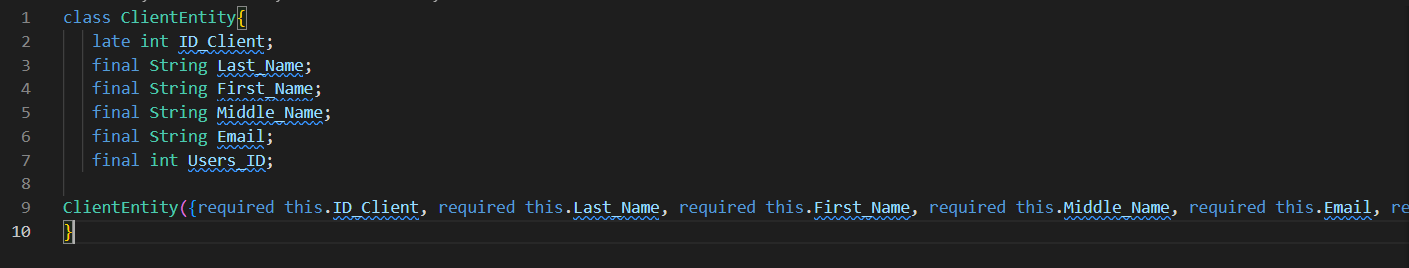 1 class ClientEntity{
2 late int ID_Client;
3 final String Last_Name;
4 final String First_Name;
5 final String Middle_Name;
6 final String Email;
7 final int Users_ID;
8
9 ClientEntity({required this.ID_Client, required this.Last_Name, required this.First_Name, required this.Middle_Name, required this.Email, re
10 }